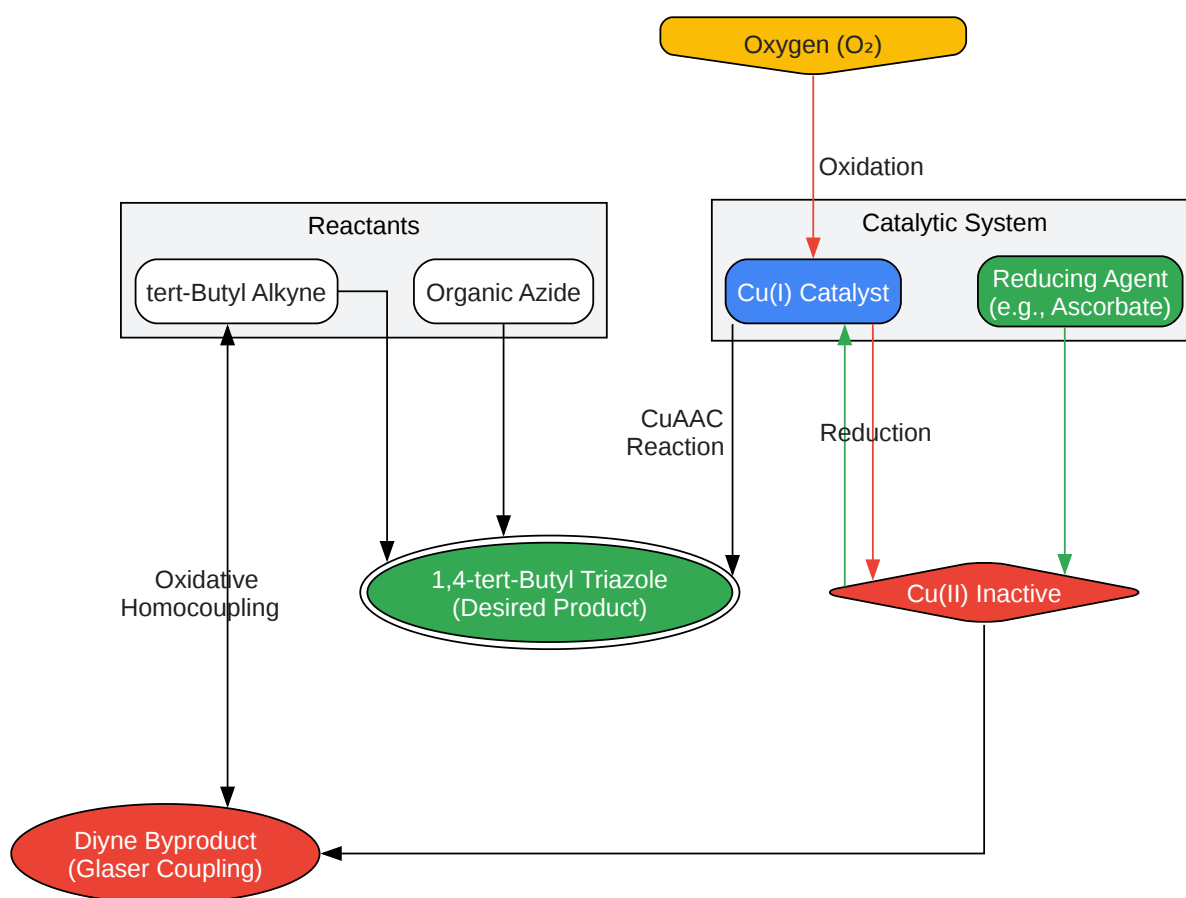 Oxygen (O₂)
Oxidation
Reactants
Catalytic System
tert-Butyl Alkyne
Organic Azide
Cu(I) Catalyst
Reducing Agent
(e.g., Ascorbate)
CuAAC
Reaction
Reduction
Oxidative
Homocoupling
1,4-tert-Butyl Triazole
(Desired Product)
Cu(II) Inactive
Diyne Byproduct
(Glaser Coupling)